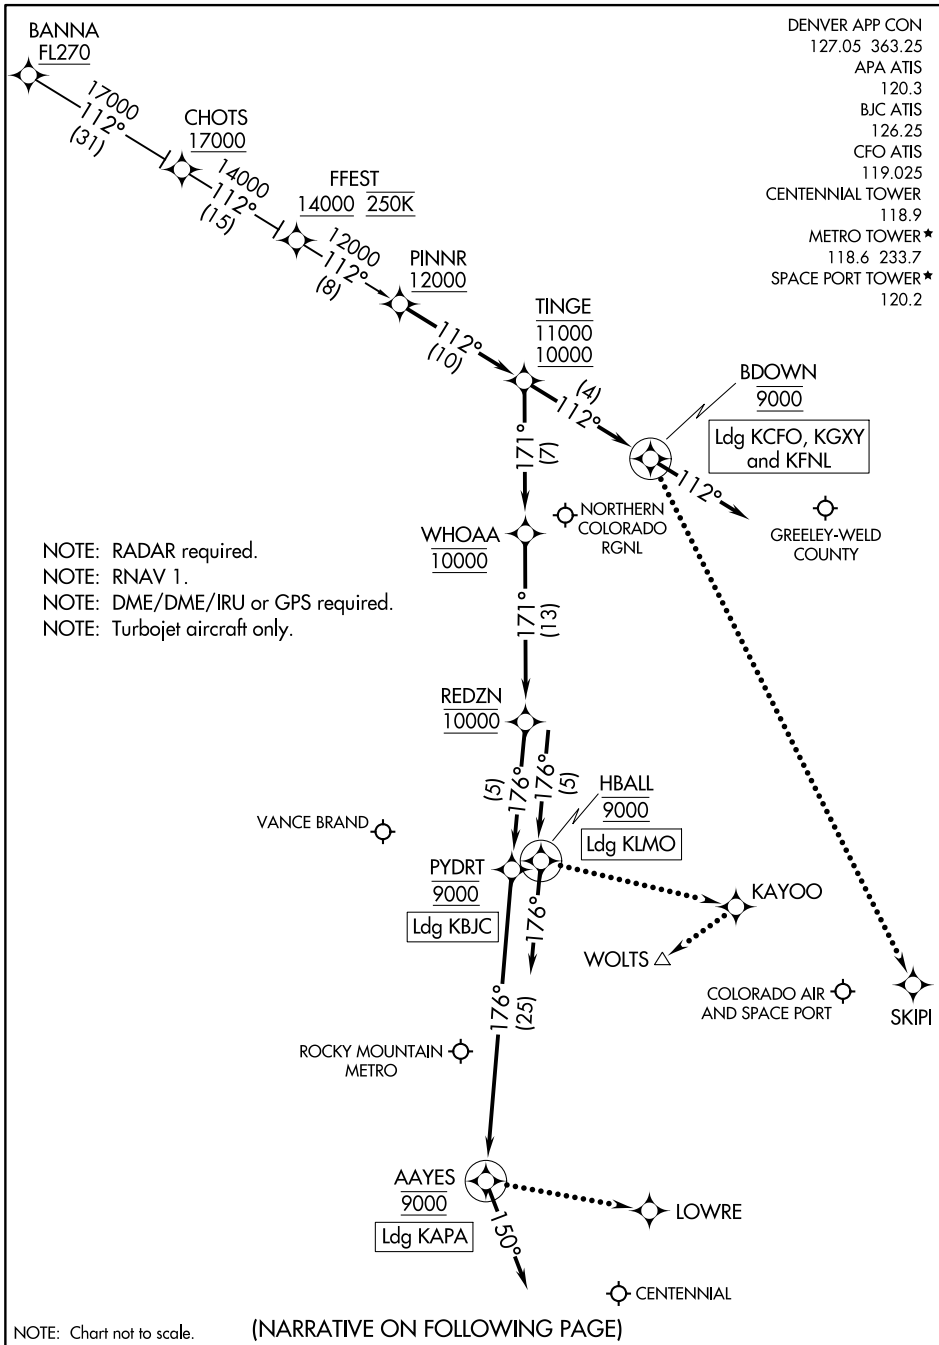 BANNA
FL270
DENVER APP CON
127.05 363.25
APA ATIS
120.3
BJC ATIS
126.25
CFO ATIS
119.025
CENTENNIAL TOWER
118.9
METRO TOWER★
118.6 233.7
SPACE PORT TOWER★
120.2
17000
112°
(31)
CHOTS
17000
14000
112°
(15)
FFEST
14000 250K
12000
112°
(8)
PINNR
12000
112°
(10)
TINGE
11000
10000
(4)
112°
BDOWN
9000
Ldg KCFO, KGXY
and KFNL
112°
171°
(7)
NORTHERN
COLORADO
RGNL
GREELEY-WELD
COUNTY
WHOAA
10000
NOTE: RADAR required.
NOTE: RNAV 1.
NOTE: DME/DME/IRU or GPS required.
NOTE: Turbojet aircraft only.
171°
(13)
REDZN
10000
176°
(5)
176°
(5)
HBALL
9000
Ldg KLMO
VANCE BRAND
PYDRT
9000
Ldg KBJC
176°
KAYOO
WOLTS
COLORADO AIR
AND SPACE PORT
SKIPI
176°
(25)
ROCKY MOUNTAIN
METRO
AAYES
9000
Ldg KAPA
150°
LOWRE
CENTENNIAL
NOTE: Chart not to scale.
(NARRATIVE ON FOLLOWING PAGE)